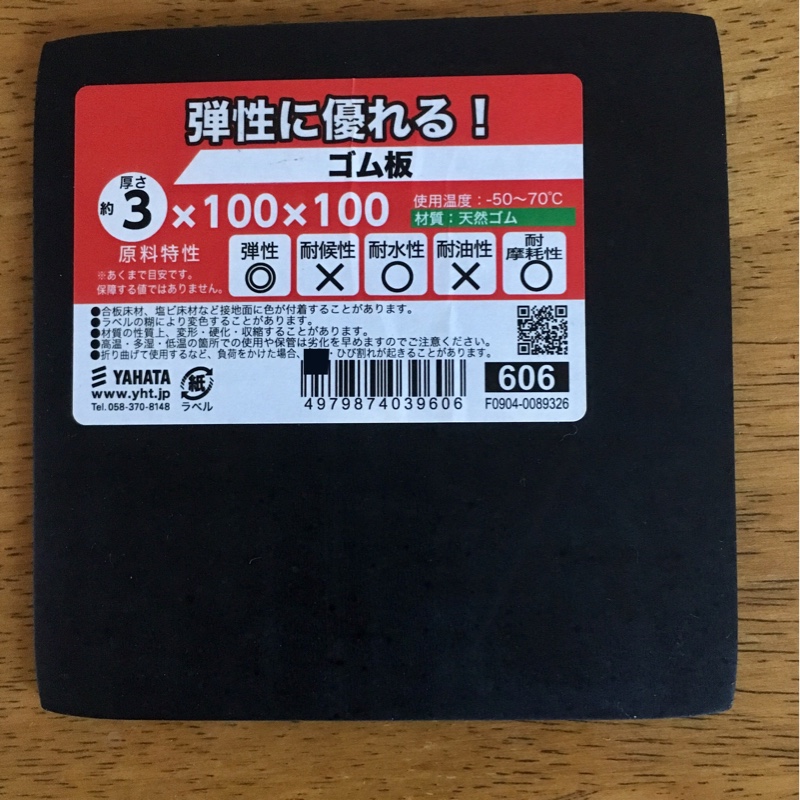 弾性に優れる！
ゴム板
厚さ
約3×100×100
使用温度：-50～70℃
材質：天然ゴム
原料特性
※あくまで目安です。
保障する値ではありません。
弾性 耐候性 耐水性 耐油性 耐摩耗性
◎ × ○ × ○
●合板床材、塩ビ床材など接地面に色が付着することがあります。
●ラベルの糊により変色することがあります。
●材質の性質上、変形・硬化・収縮することがあります。
●高温・多湿・低温の箇所での使用や保管は劣化を早めますのでご注意ください。
●折り曲げて使用するなど、負荷をかけた場合、・ひび割れが起きることがあります。
YAHATA
www.yht.jp
Tel.058-370-8148
紙
ラベル
4979874039606
606
F0904-0089326